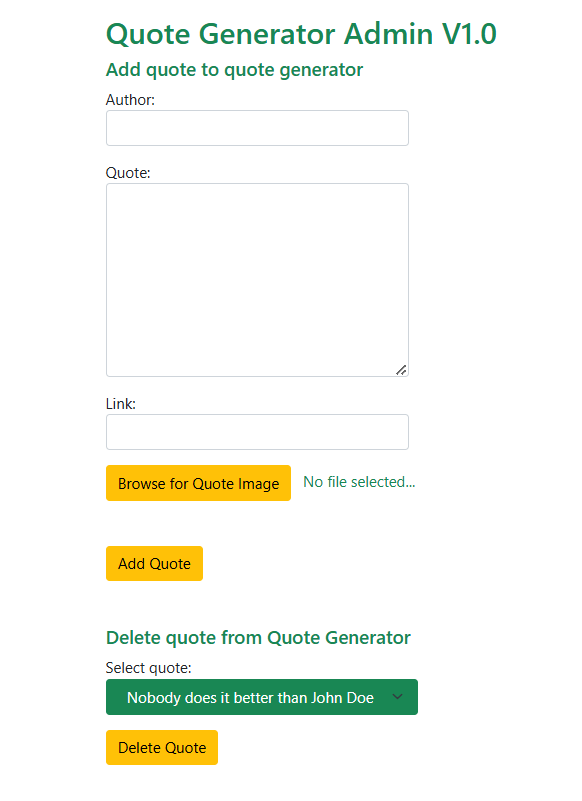 Quote Generator Admin V1.0
Add quote to quote generator
Author:
Quote:
Link:
Browse for Quote Image No file selected...
Add Quote
Delete quote from Quote Generator
Select quote:
Nobody does it better than John Doe
Delete Quote